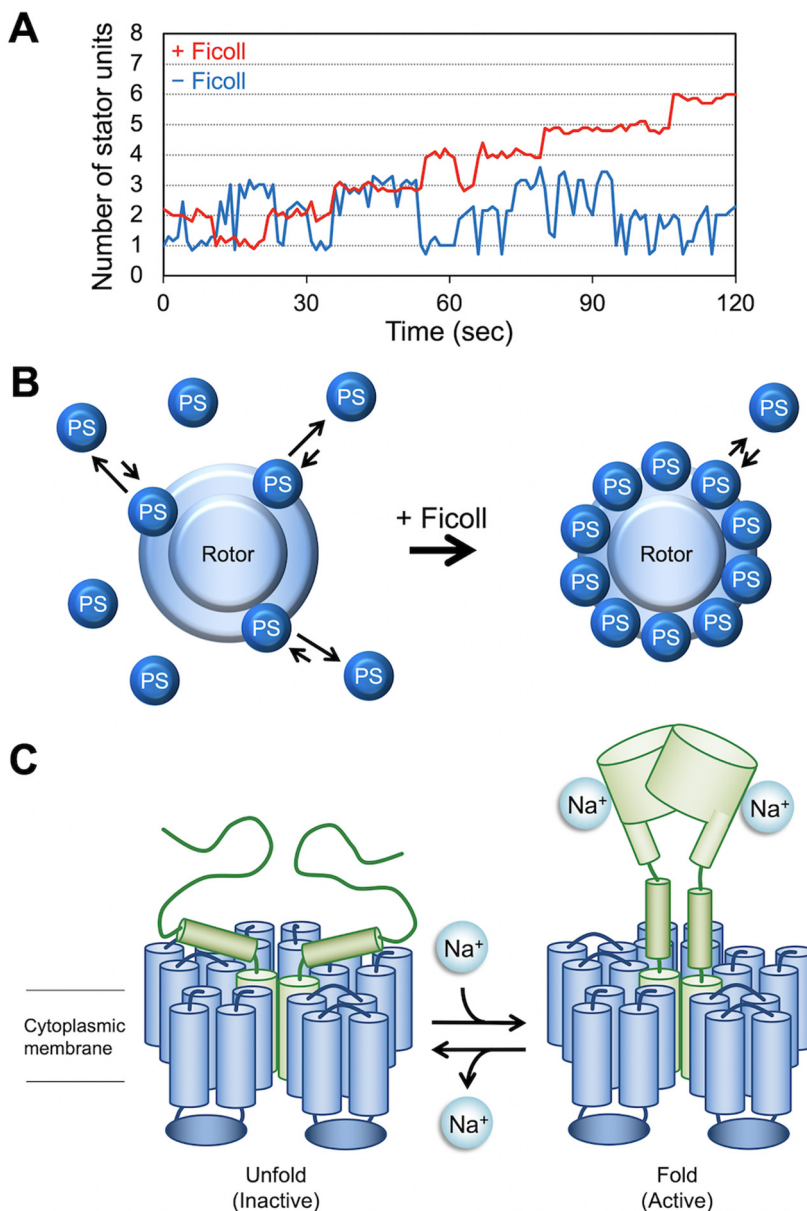 A
Number of stator units
8
7
6
5
4
3
2
1
0
+ Ficoll
− Ficoll
0
30
60
90
120
Time (sec)
B
PS
PS
PS
PS
PS
PS
Rotor
PS
PS
PS
+ Ficoll
PS
PS
PS
PS
PS
PS
PS
Rotor
PS
PS
PS
PS
C
Na⁺
Na⁺
Na⁺
Cytoplasmic
membrane
Na⁺
Unfold
(Inactive)
Fold
(Active)